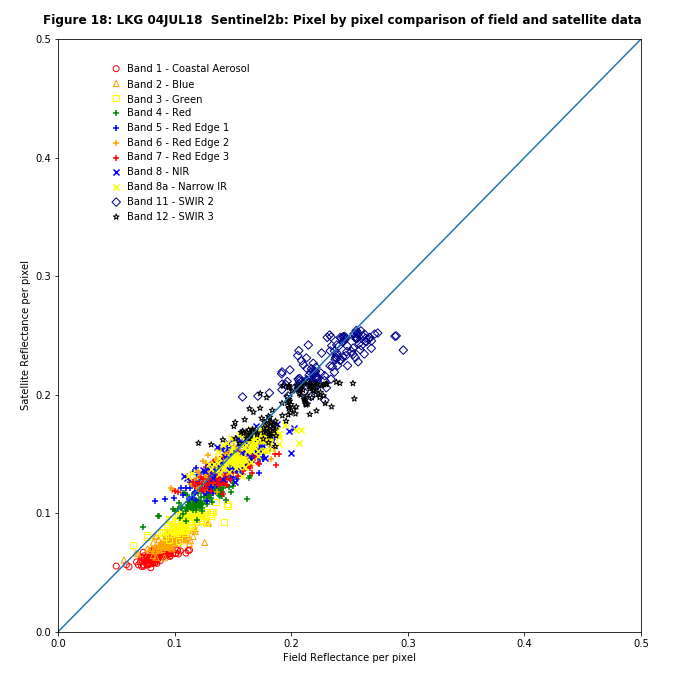 Figure 18: LKG 04JUL18  Sentinel2b: Pixel by pixel comparison of field and satellite data
0.5
Band 1 - Coastal Aerosol
Band 2 - Blue
Band 3 - Green
Band 4 - Red
Band 5 - Red Edge 1
Band 6 - Red Edge 2
Band 7 - Red Edge 3
Band 8 - NIR
Band 8a - Narrow IR
Band 11 - SWIR 2
Band 12 - SWIR 3
0.4
0.3
0.2
0.1
0.0
Satellite Reflectance per pixel
0.0 0.1 0.2 0.3 0.4 0.5
Field Reflectance per pixel